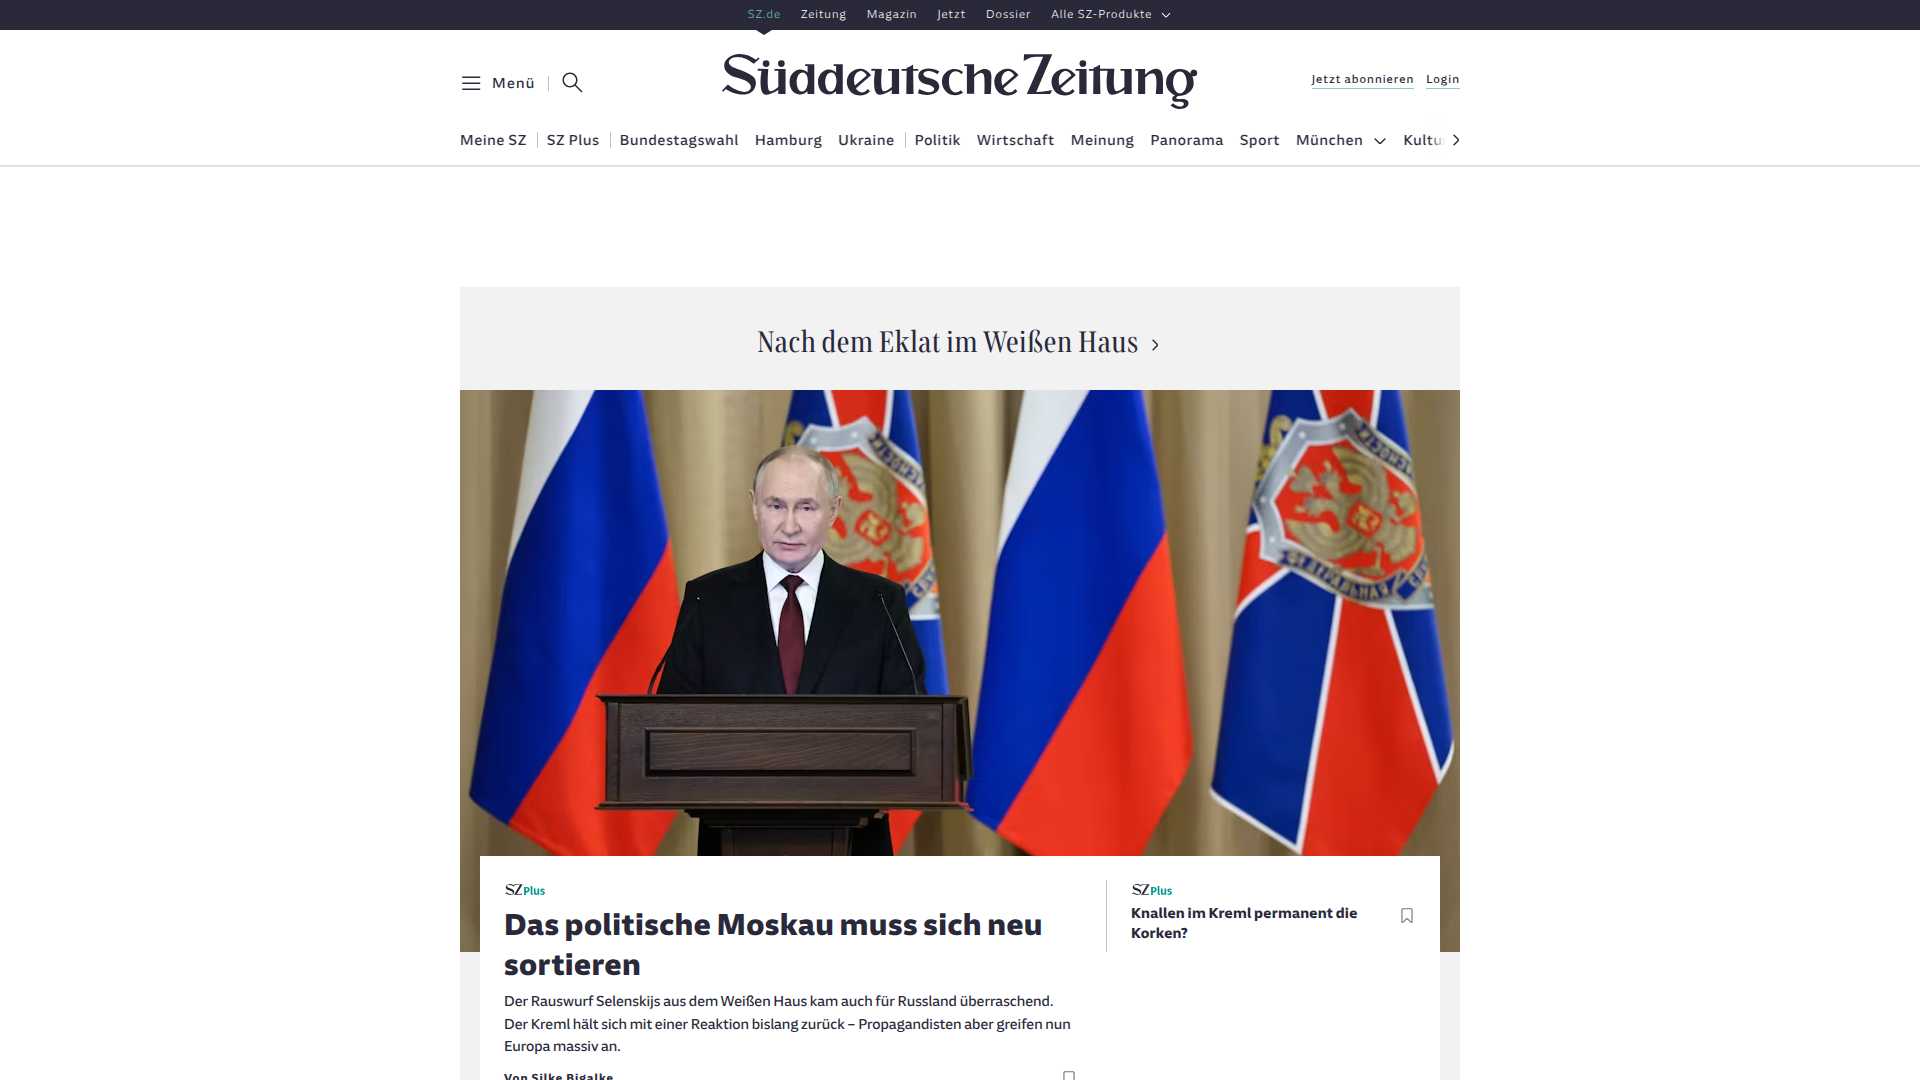 SZ.de Zeitung Magazin Jetzt Dossier Alle SZ-Produkte
Menü
Süddeutsche Zeitung
Jetzt abonnieren Login
Meine SZ SZ Plus Bundestagswahl Hamburg Ukraine Politik Wirtschaft Meinung Panorama Sport München Kultu
Nach dem Eklat im Weißen Haus
SZ Plus
Das politische Moskau muss sich neu
sortieren
Der Rauswurf Selenskijs aus dem Weißen Haus kam auch für Russland überraschend.
Der Kreml hält sich mit einer Reaktion bislang zurück – Propagandisten aber greifen nun
Europa massiv an.
Von Silke Bigalke
SZ Plus
Knallen im Kreml permanent die
Korken?